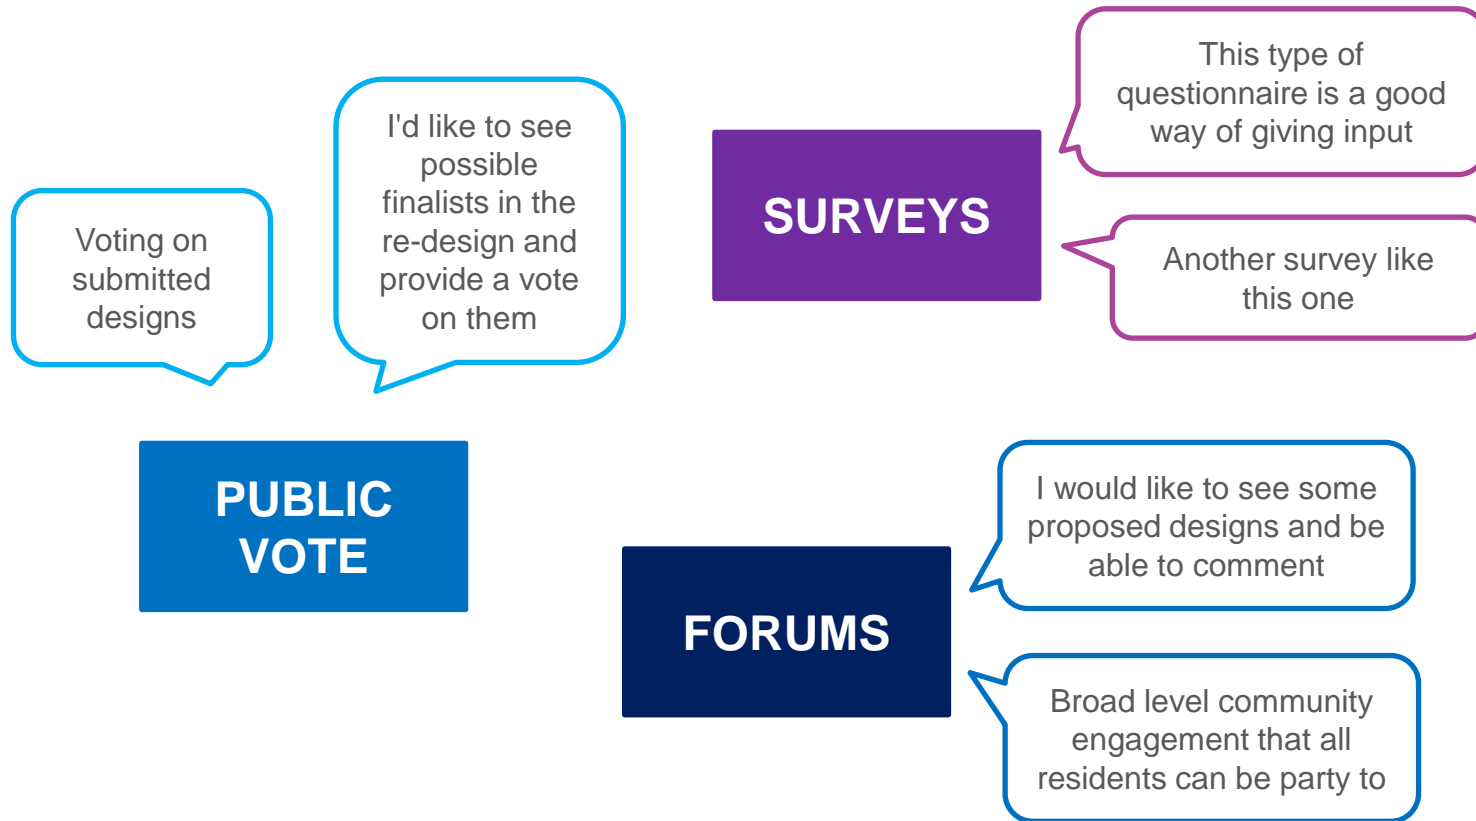 Voting on
submitted
designs
I'd like to see
possible
finalists in the
re-design and
provide a vote
on them
PUBLIC
VOTE
SURVEYS
This type of
questionnaire is a good
way of giving input
Another survey like
this one
FORUMS
I would like to see some
proposed designs and be
able to comment
Broad level community
engagement that all
residents can be party to